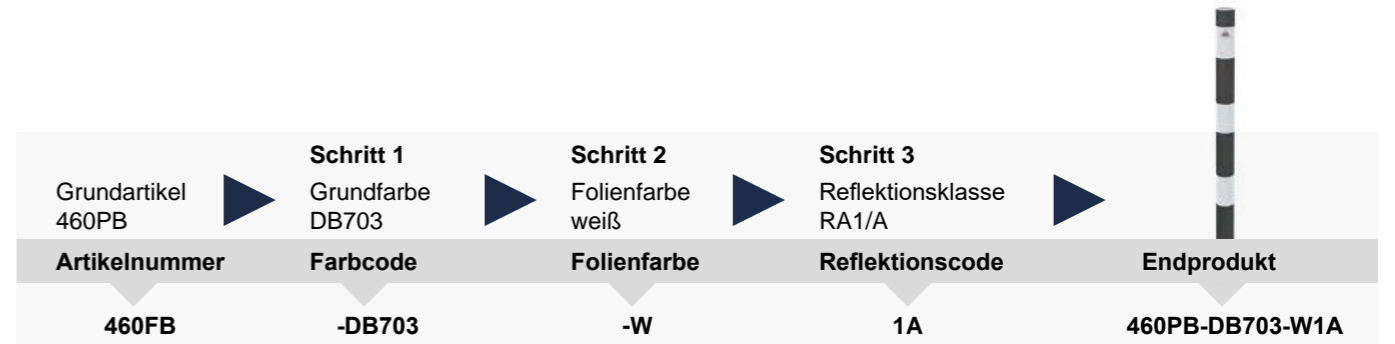 Schritt 1
Schritt 2
Schritt 3
Grundartikel
460PB
Grundfarbe
DB703
Folienfarbe
weiß
Reflektionsklasse
RA1/A
Artikelnummer
Farbcode
Folienfarbe
Reflektionscode
Endprodukt
460FB
-DB703
-W
1A
460PB-DB703-W1A